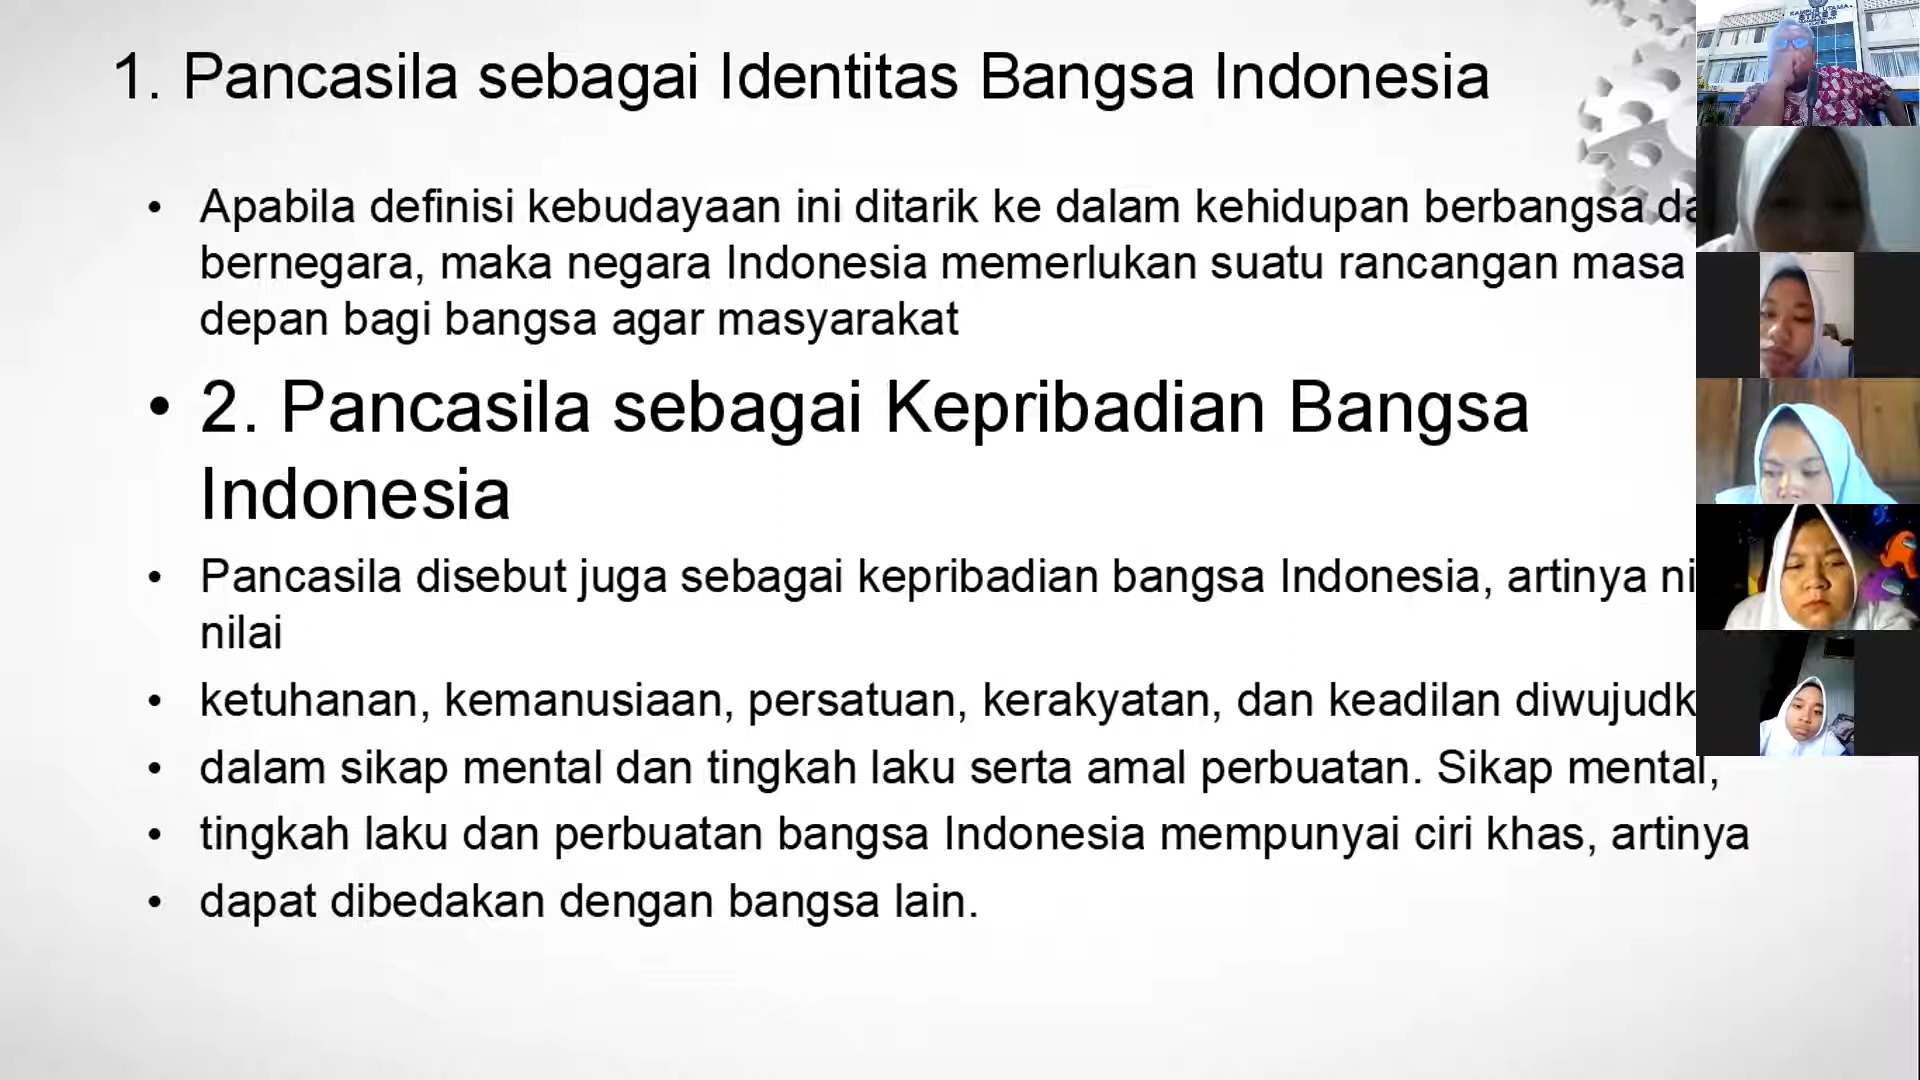 1. Pancasila sebagai Identitas Bangsa Indonesia
• Apabila definisi kebudayaan ini ditarik ke dalam kehidupan berbangsa
bernegara, maka negara Indonesia memerlukan suatu rancangan masa
depan bagi bangsa agar masyarakat
• 2. Pancasila sebagai Kepribadian Bangsa
Indonesia
• Pancasila disebut juga sebagai kepribadian bangsa Indonesia, artinya
nilai
• ketuhanan, kemanusiaan, persatuan, kerakyatan, dan keadilan
• dalam sikap mental dan tingkah laku serta amal perbuatan. Sikap mental,
• tingkah laku dan perbuatan bangsa Indonesia mempunyai ciri khas, artinya
• dapat dibedakan dengan bangsa lain.
KAMPUS UTAMA